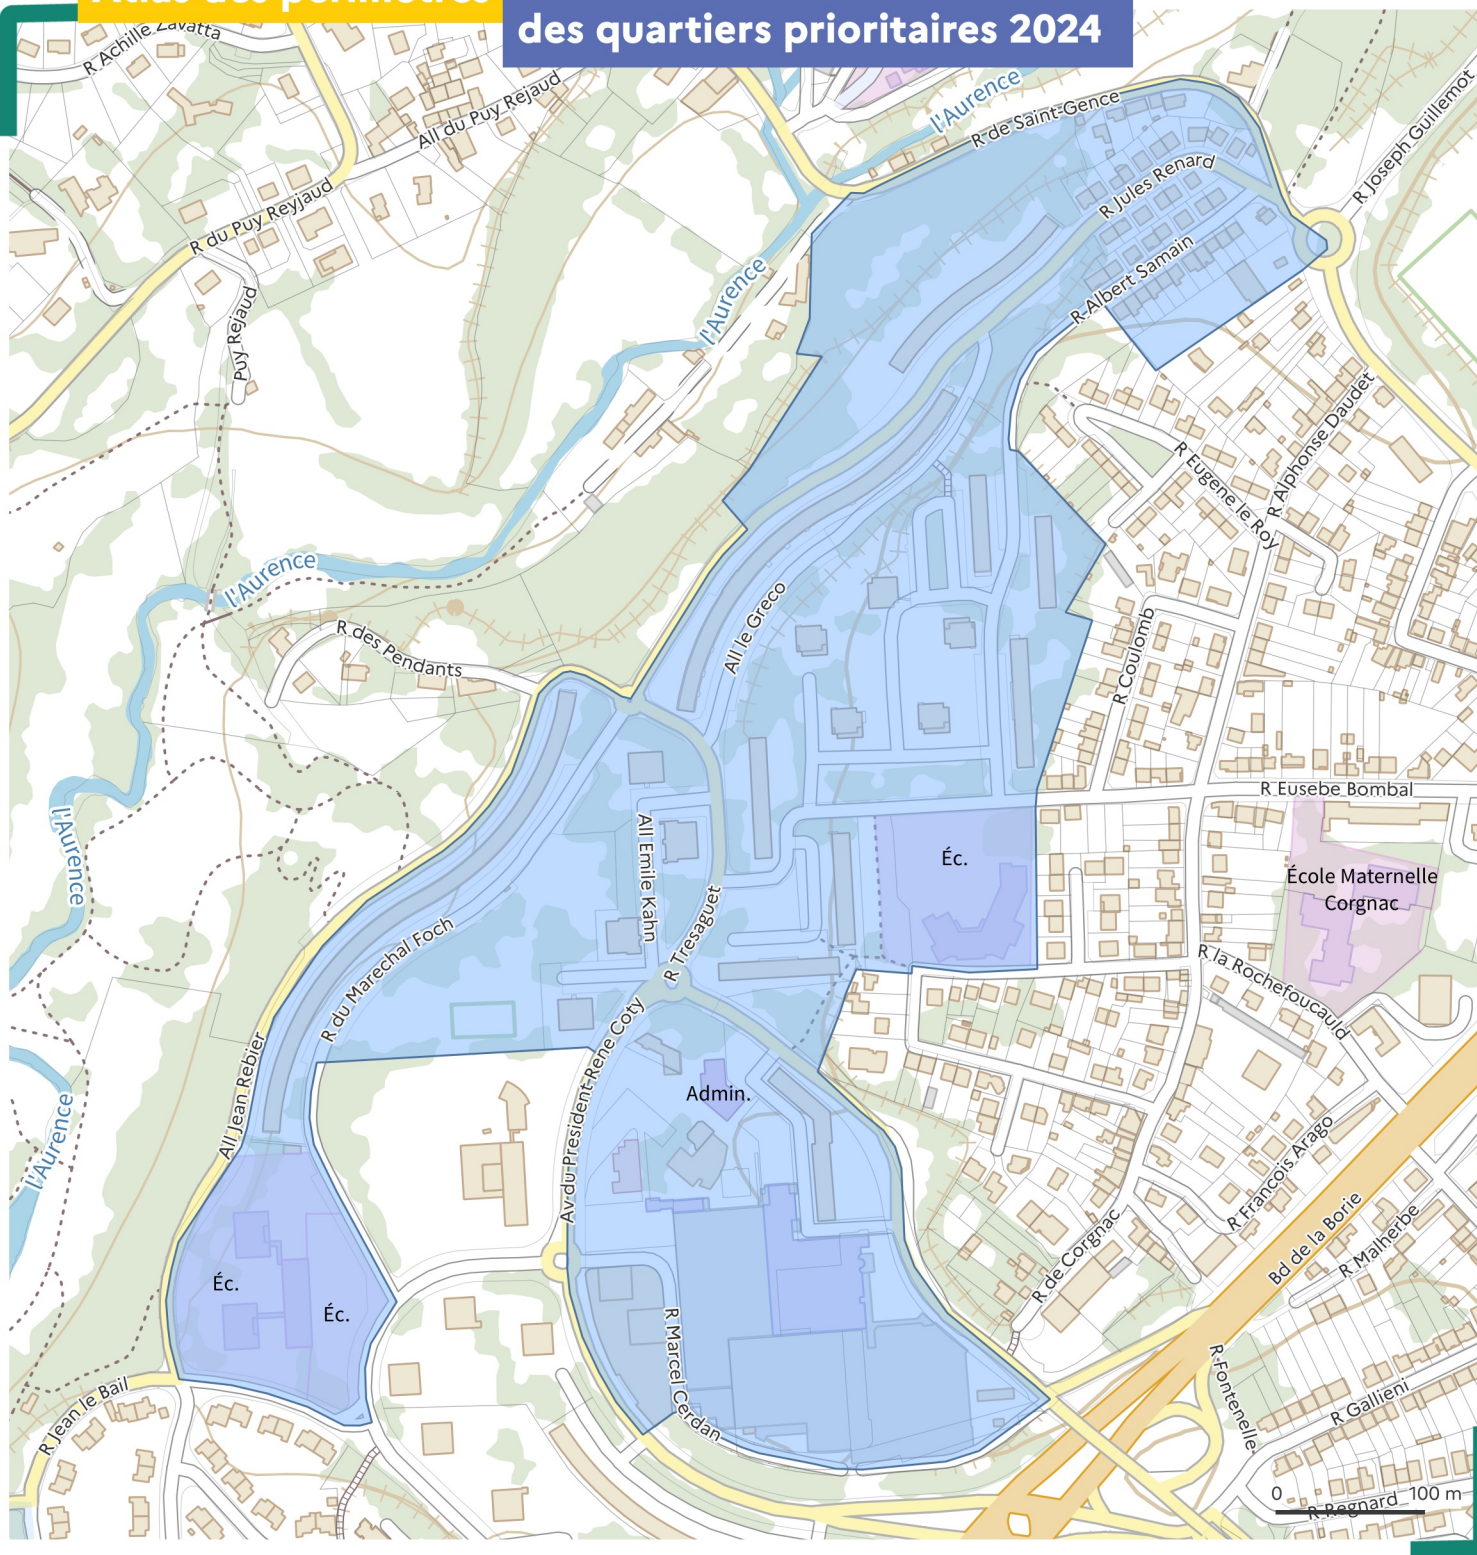 Atlas des périmètres
des quartiers prioritaires 2024
R Achille Zavatta
All du Puy Rejaud
l'Aurence
R de Saint-Gence
R Joseph Guillemot
R Jules Renard
R du Puy Reyjaud
R Albert Samain
l'Aurence
Puy Rejaud
R Alphonse Daudet
R Eugene le Roy
l'Aurence
All le Greco
R des Pendants
R Coulomb
R Eusebe Bombal
l'Aurence
All Emile Kahn
Éc.
École Maternelle
Corgnac
R Tresaguet
R du Marechal Foch
R la Rochefoucauld
All Jean Rebier
Av du President-Rene Coty
Admin.
l'Aurence
R Francois Arago
Bd de la Borie
R Malherbe
R de Corgnac
Éc.
Éc.
R Marcel Cerdan
R Fontenelle
R Jean le Bail
R Gallieni
R Regnard
0 100 m